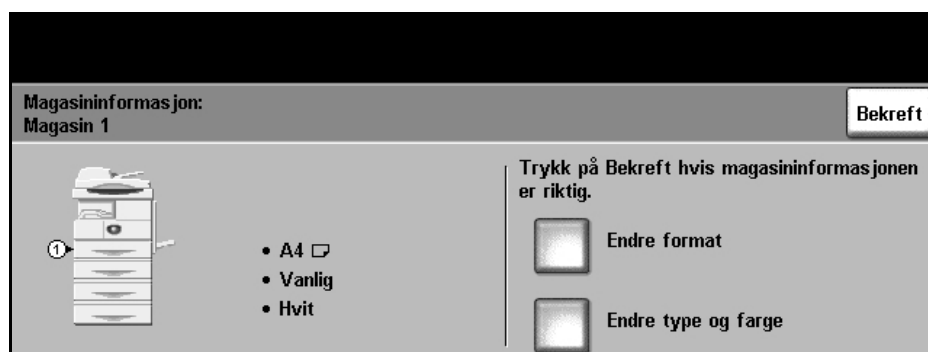 Magasininformasjon:
Magasin 1
Bekreft
1
• A4
• Vanlig
• Hvit
Trykk på Bekreft hvis magasininformasjonen
er riktig.
Endre format
Endre type og farge